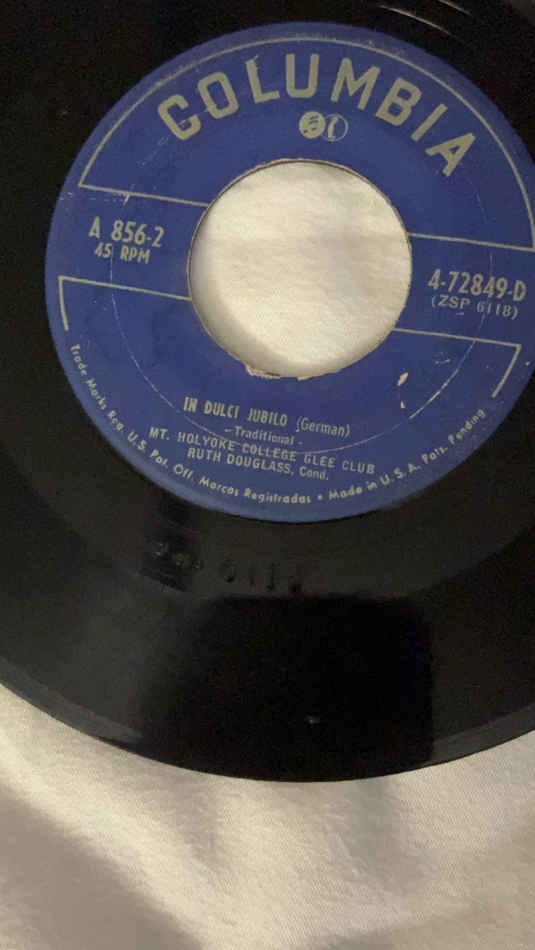 COLUMBIA
A 856-2
45 RPM
4-72849-D
(ZSP 6118)
IN DULCI JUBILO (German)
- Traditional -
MT. HOLYOKE COLLEGE GLEE CLUB
RUTH DOUGLASS, Cond.
Trade Marks Reg. U.S. Pat. Off. Marcas Registradas • Made in U.S.A. Pats. Pending